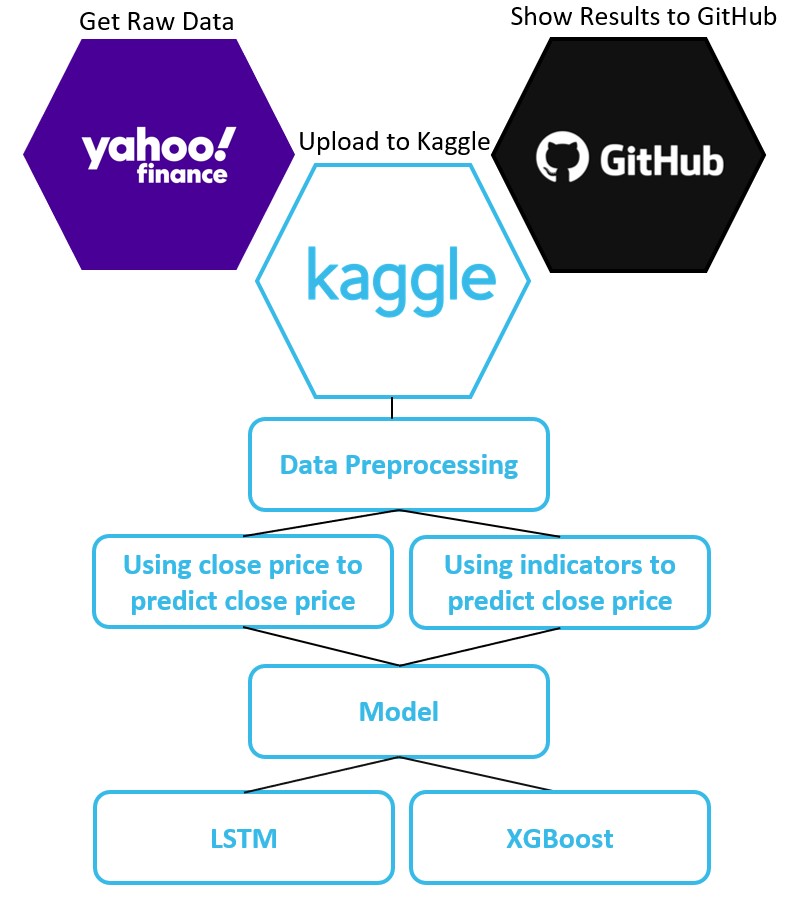 Get Raw Data
Show Results to GitHub
yahoo!
finance
Upload to Kaggle
GitHub
kaggle
Data Preprocessing
Using close price to
predict close price
Using indicators to
predict close price
Model
LSTM
XGBoost